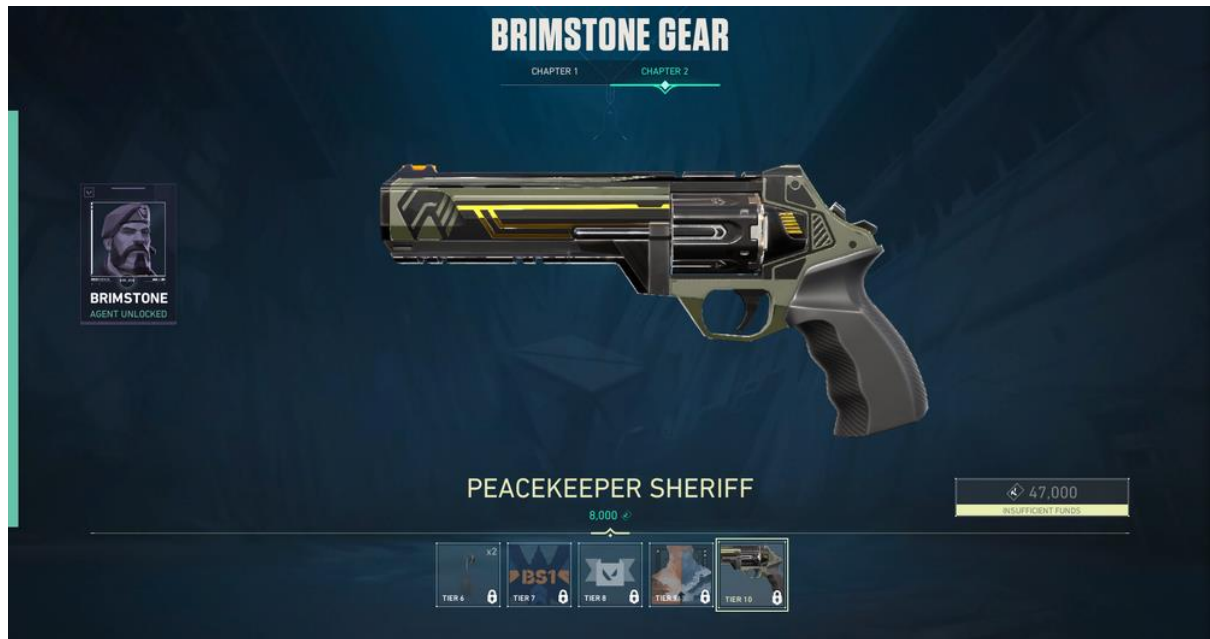 BRIMSTONE GEAR
CHAPTER 1
CHAPTER 2
BRIMSTONE
AGENT UNLOCKED
PEACEKEEPER SHERIFF
8,000
47,000
INSUFFICIENT FUNDS
x2
BS1
TIER 6
TIER 7
TIER 8
TIER 9
TIER 10